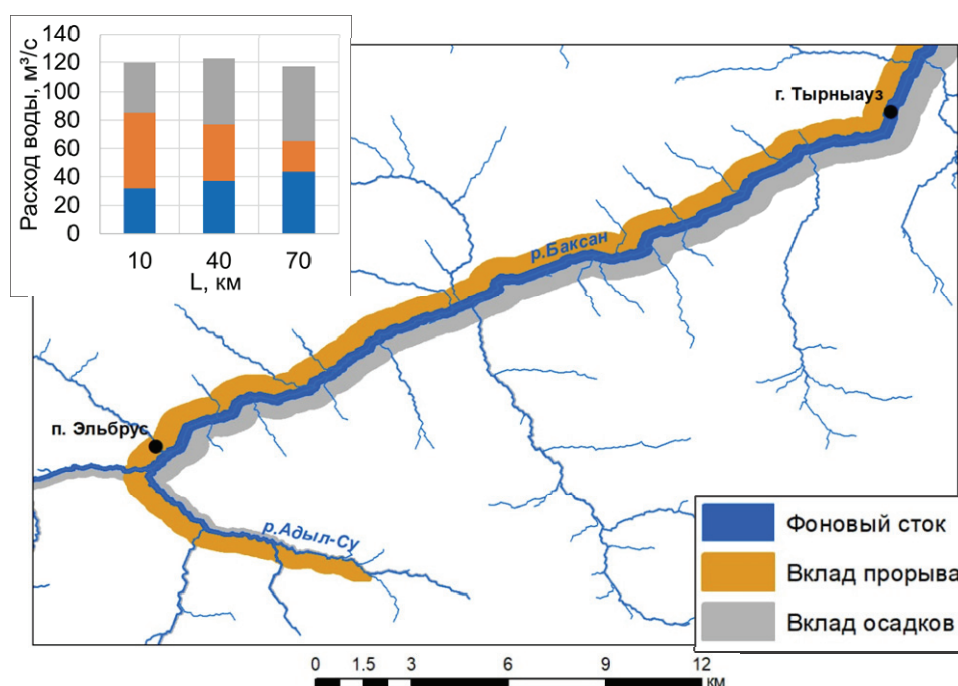 140
120
100
80
60
40
20
0
Расход воды, м³/с
10 40 70
L, км
г. Тырныауз
р.Баксан
п. Эльбрус
р.Адыл-Су
Фоновый сток
Вклад прорыва
Вклад осадков
0 1.5 3 6 9 12
км